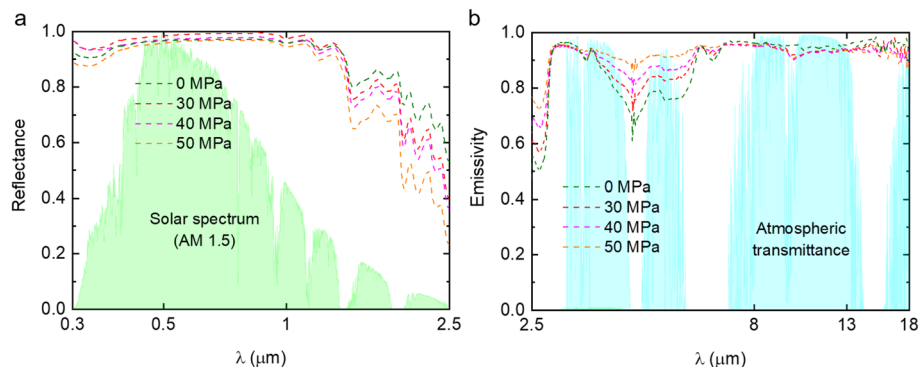 a
Reflectance
1.0
0.8
0.6
0.4
0.2
0.0
0 MPa
30 MPa
40 MPa
50 MPa
Solar spectrum
(AM 1.5)
0.3
0.5
1
2.5
λ (μm)
b
Emissivity
1.0
0.8
0.6
0.4
0.2
0.0
0 MPa
30 MPa
40 MPa
50 MPa
Atmospheric
transmittance
2.5
8
13
18
λ (μm)